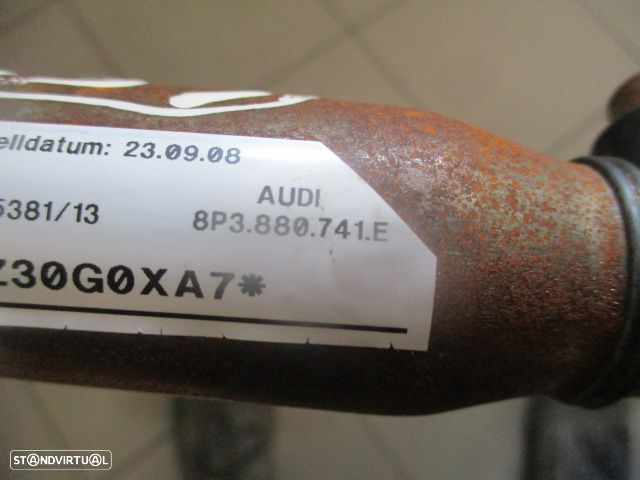 elldatum: 23.09.08
5381/13
AUDI
8P3.880.741.E
Z30G0XA7*
STANDVIRTUAL